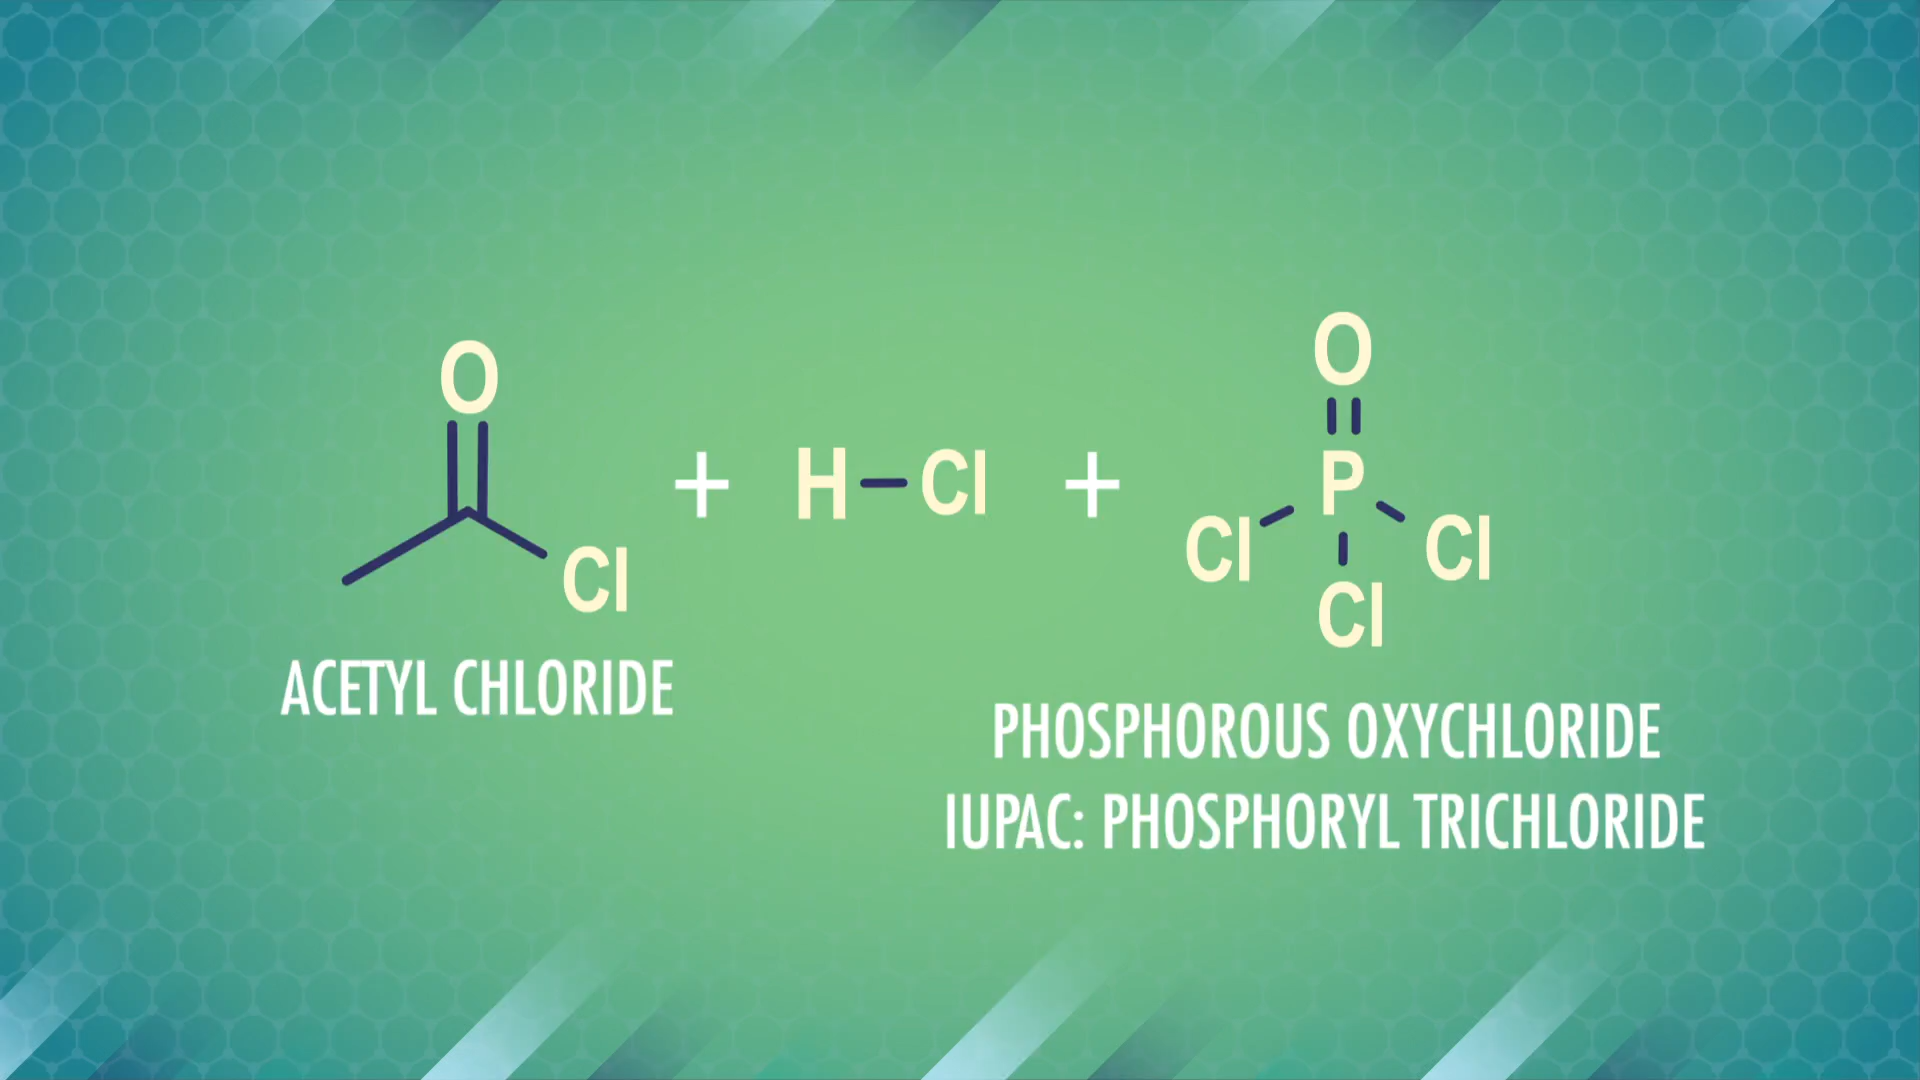 O
O
+ H Cl + P
Cl Cl Cl
Cl
ACETYL CHLORIDE
PHOSPHOROUS OXYCHLORIDE
IUPAC: PHOSPHORYL TRICHLORIDE